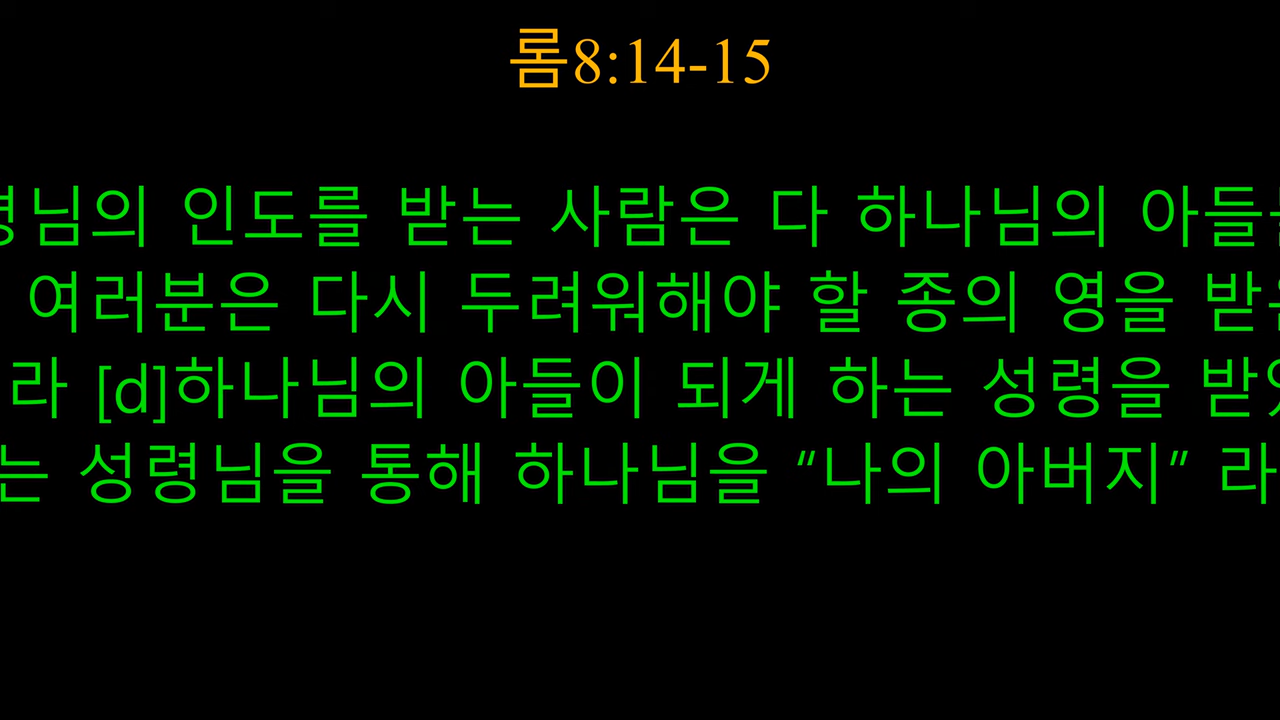 롬8:14-15
님의 인도를 받는 사람은 다 하나님의 아들
여러분은 다시 두려워해야 할 종의 영을 받
라 [d]하나님의 아들이 되게 하는 성령을 받
는 성령님을 통해 하나님을 “나의 아버지” 라